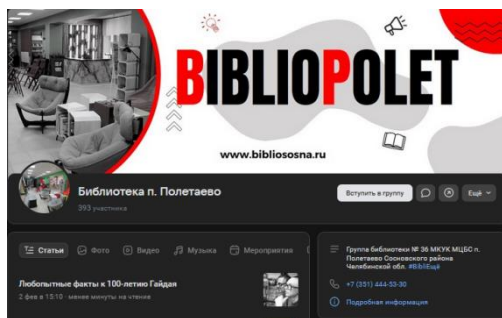 BIBLIOPOLET
www.bibliososna.ru
Библиотека п. Полетаево
393 участника
Вступить в группу
Ещё
Статьи Фото Видео Музыка Мероприятия
Любопытные факты к 100-летию Гайдая
2 фев в 15:10 · менее минуты на чтение
Группа библиотеки № 36 МКУК МЦБС п.
Полетаево Сосновского района
Челябинской обл. #BibliЕщё
+7 (351) 444-53-30
Подробная информация